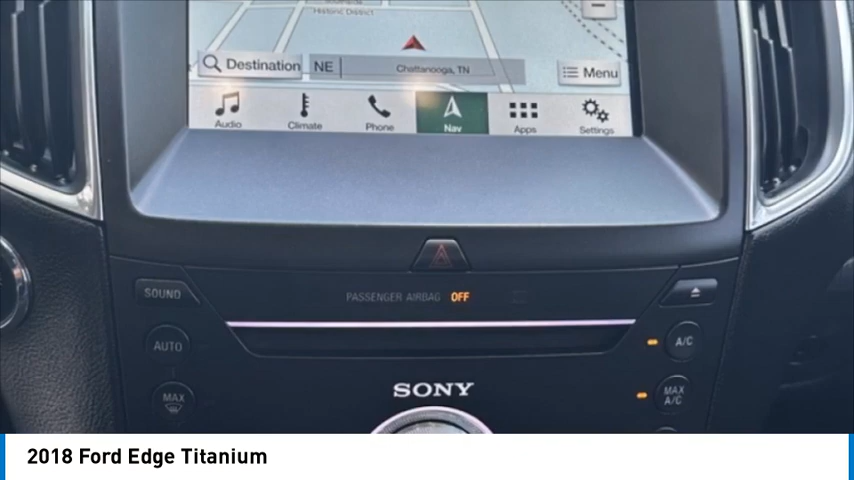 Southside
Historic District
Destination NE Chattanooga, TN Menu
Audio Climate Phone Nav Apps Settings
SOUND PASSENGER AIRBAG OFF
AUTO A/C
SONY
MAX MAX A/C
2018 Ford Edge Titanium